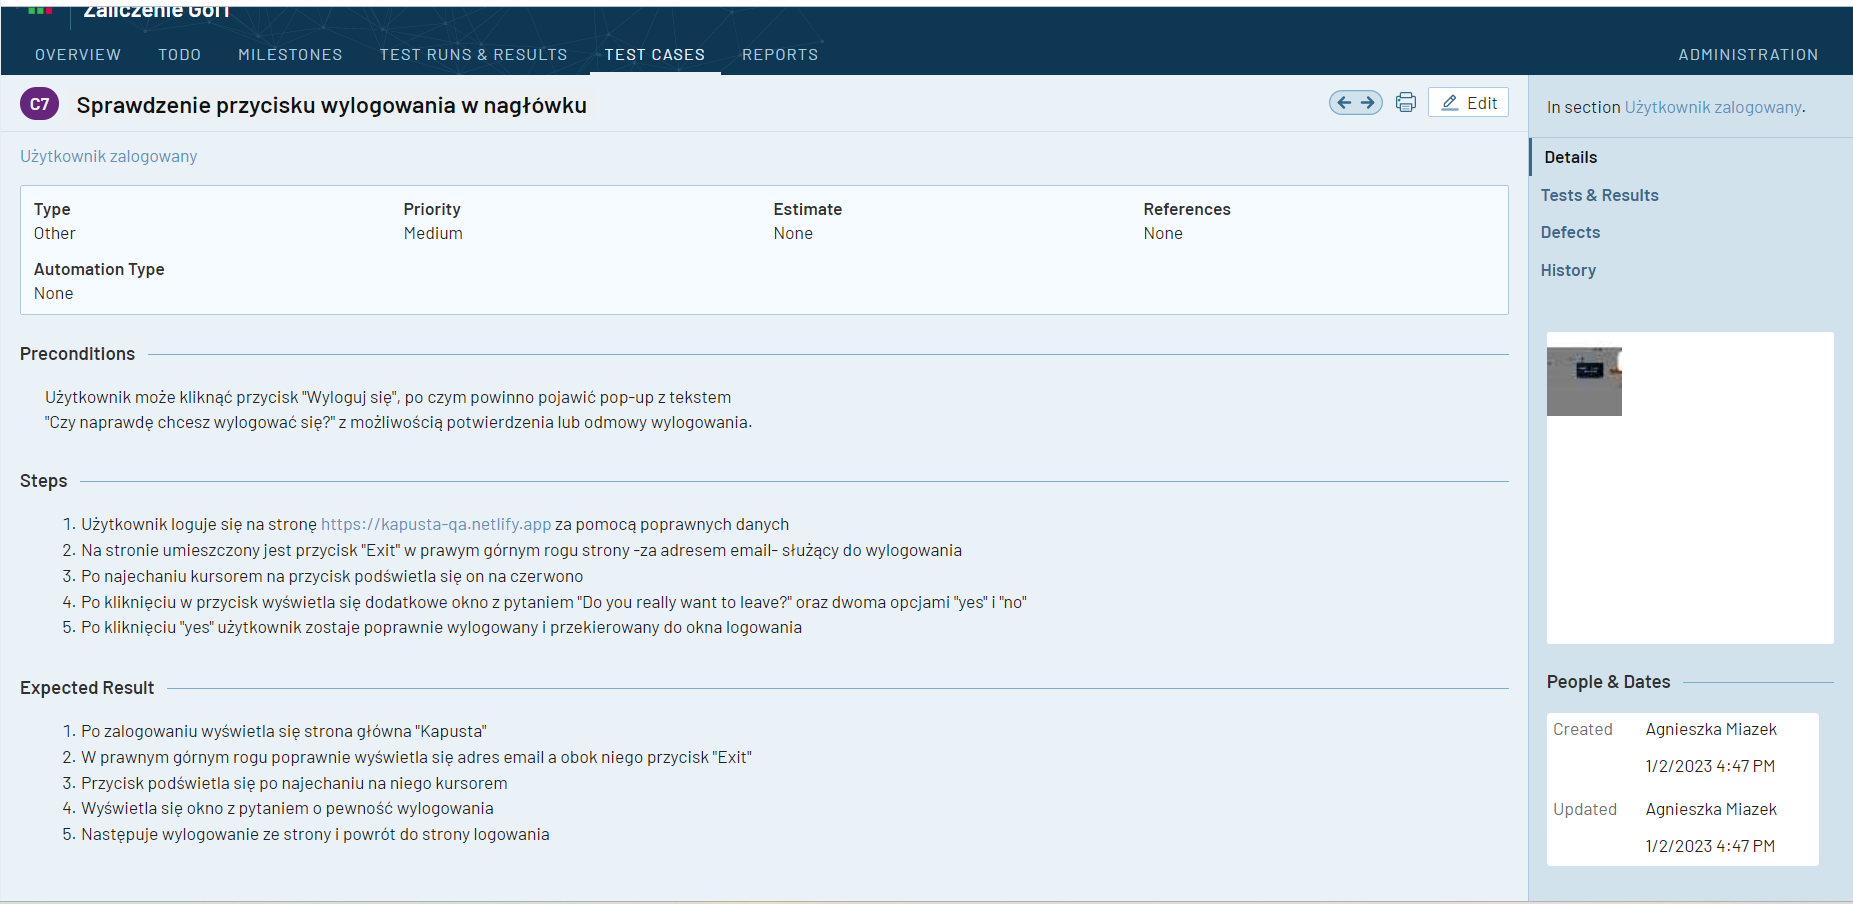 Zaliczenie GoIT
OVERVIEW TODO MILESTONES TEST RUNS & RESULTS TEST CASES REPORTS ADMINISTRATION
C7 Sprawdzenie przycisku wylogowania w nagłówku
Edit
In section Użytkownik zalogowany.
Użytkownik zalogowany
Details
Tests & Results
Defects
History
Type Priority Estimate References
Other Medium None None
Automation Type
None
Preconditions
Użytkownik może kliknąć przycisk "Wyloguj się", po czym powinno pojawić pop-up z tekstem
"Czy naprawdę chcesz wylogować się?" z możliwością potwierdzenia lub odmowy wylogowania.
Steps
1. Użytkownik loguje się na stronę https://kapusta-qa.netlify.app za pomocą poprawnych danych
2. Na stronie umieszczony jest przycisk "Exit" w prawym górnym rogu strony -za adresem email- służący do wylogowania
3. Po najechaniu kursorem na przycisk podświetla się on na czerwono
4. Po kliknięciu w przycisk wyświetla się dodatkowe okno z pytaniem "Do you really want to leave?" oraz dwoma opcjami "yes" i "no"
5. Po kliknięciu "yes" użytkownik zostaje poprawnie wylogowany i przekierowany do okna logowania
Expected Result
1. Po zalogowaniu wyświetla się strona główna "Kapusta"
2. W prawnym górnym rogu poprawnie wyświetla się adres email a obok niego przycisk "Exit"
3. Przycisk podświetla się po najechaniu na niego kursorem
4. Wyświetla się okno z pytaniem o pewność wylogowania
5. Następuje wylogowanie ze strony i powrót do strony logowania
People & Dates
Created Agnieszka Miazek
1/2/2023 4:47 PM
Updated Agnieszka Miazek
1/2/2023 4:47 PM